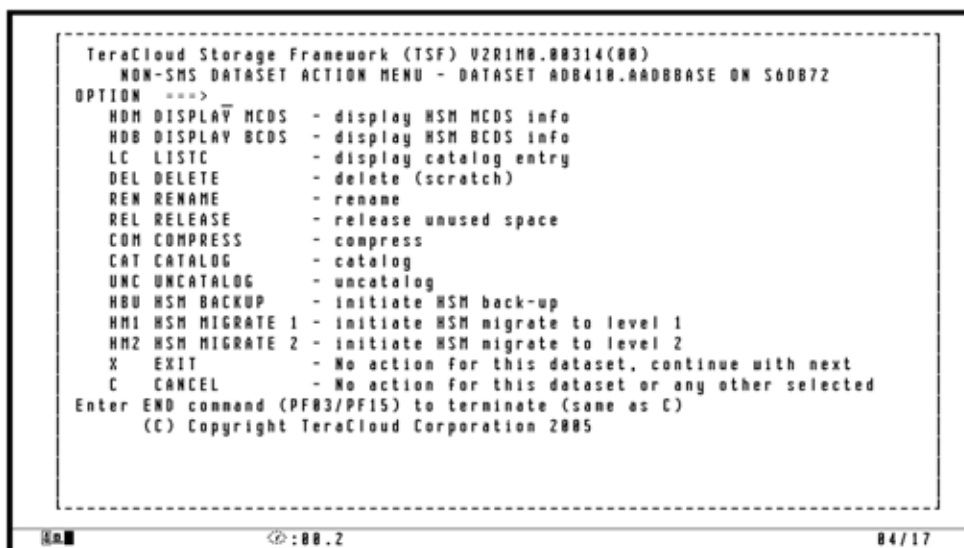 TeraCloud Storage Framework (TSF) V2R1M0.00314(00)
NON-SMS DATASET ACTION MENU - DATASET ADB410.AADBBASE ON S6DB72
OPTION ===>
HDM DISPLAY MCDS - display HSM MCDS info
HDB DISPLAY BCDS - display HSM BCDS info
LC LISTC - display catalog entry
DEL DELETE - delete (scratch)
REN RENAME - rename
REL RELEASE - release unused space
COM COMPRESS - compress
CAT CATALOG - catalog
UNC UNCATALOG - uncatalog
HBU HSM BACKUP - initiate HSM back-up
HM1 HSM MIGRATE 1 - initiate HSM migrate to level 1
HM2 HSM MIGRATE 2 - initiate HSM migrate to level 2
X EXIT - No action for this dataset, continue with next
C CANCEL - No action for this dataset or any other selected
Enter END command (PF03/PF15) to terminate (same as C)
(C) Copyright TeraCloud Corporation 2005
:00.2 04/17